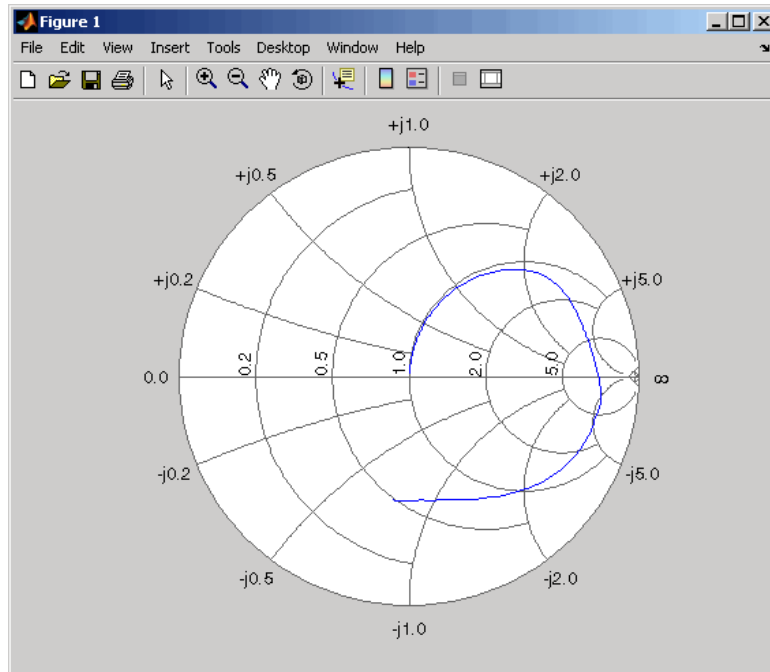 Figure 1
File Edit View Insert Tools Desktop Window Help
+j1.0
+j0.5 +j2.0
+j0.2 +j5.0
0.0 0.2 0.5 1.0 2.0 5.0 ∞
-j0.2 -j5.0
-j0.5 -j2.0
-j1.0